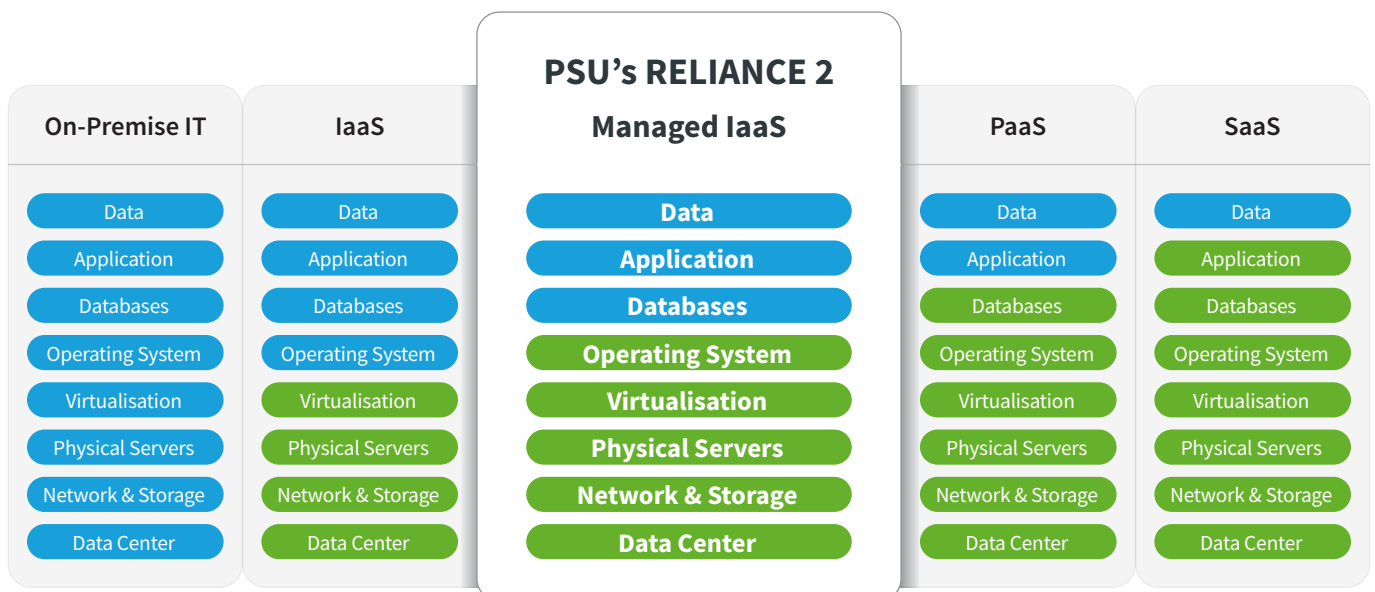 On-Premise IT
Data
Application
Databases
Operating System
Virtualisation
Physical Servers
Network & Storage
Data Center
IaaS
Data
Application
Databases
Operating System
Virtualisation
Physical Servers
Network & Storage
Data Center
PSU’s RELIANCE 2
Managed IaaS
Data
Application
Databases
Operating System
Virtualisation
Physical Servers
Network & Storage
Data Center
PaaS
Data
Application
Databases
Operating System
Virtualisation
Physical Servers
Network & Storage
Data Center
SaaS
Data
Application
Databases
Operating System
Virtualisation
Physical Servers
Network & Storage
Data Center